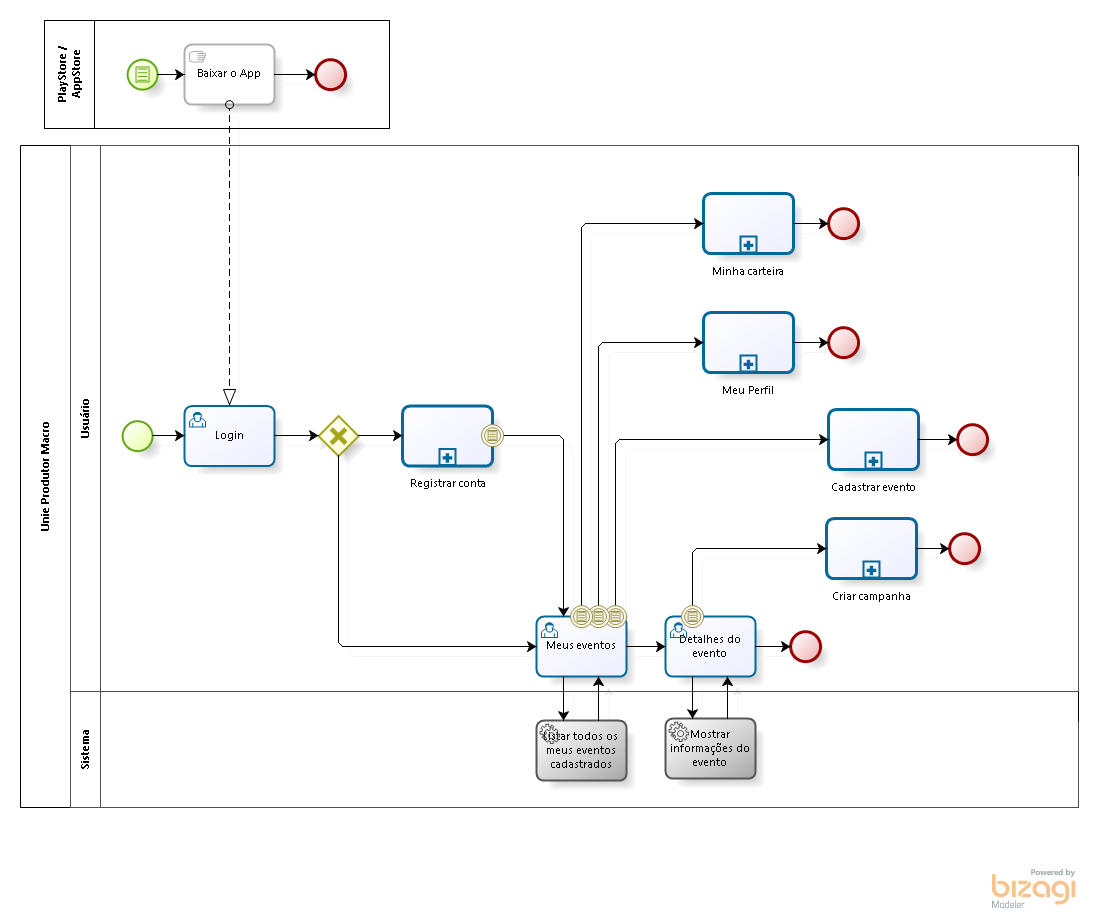 PlayStore /
AppStore
Baixar o App
Unie Produtor Macro
Usuário
Minha carteira
Meu Perfil
Login
Registrar conta
Cadastrar evento
Criar campanha
Meus eventos
Detalhes do
evento
Sistema
Listar todos os
meus eventos
cadastrados
Mostrar
informações do
evento
Powered by
bizagi
Modeler